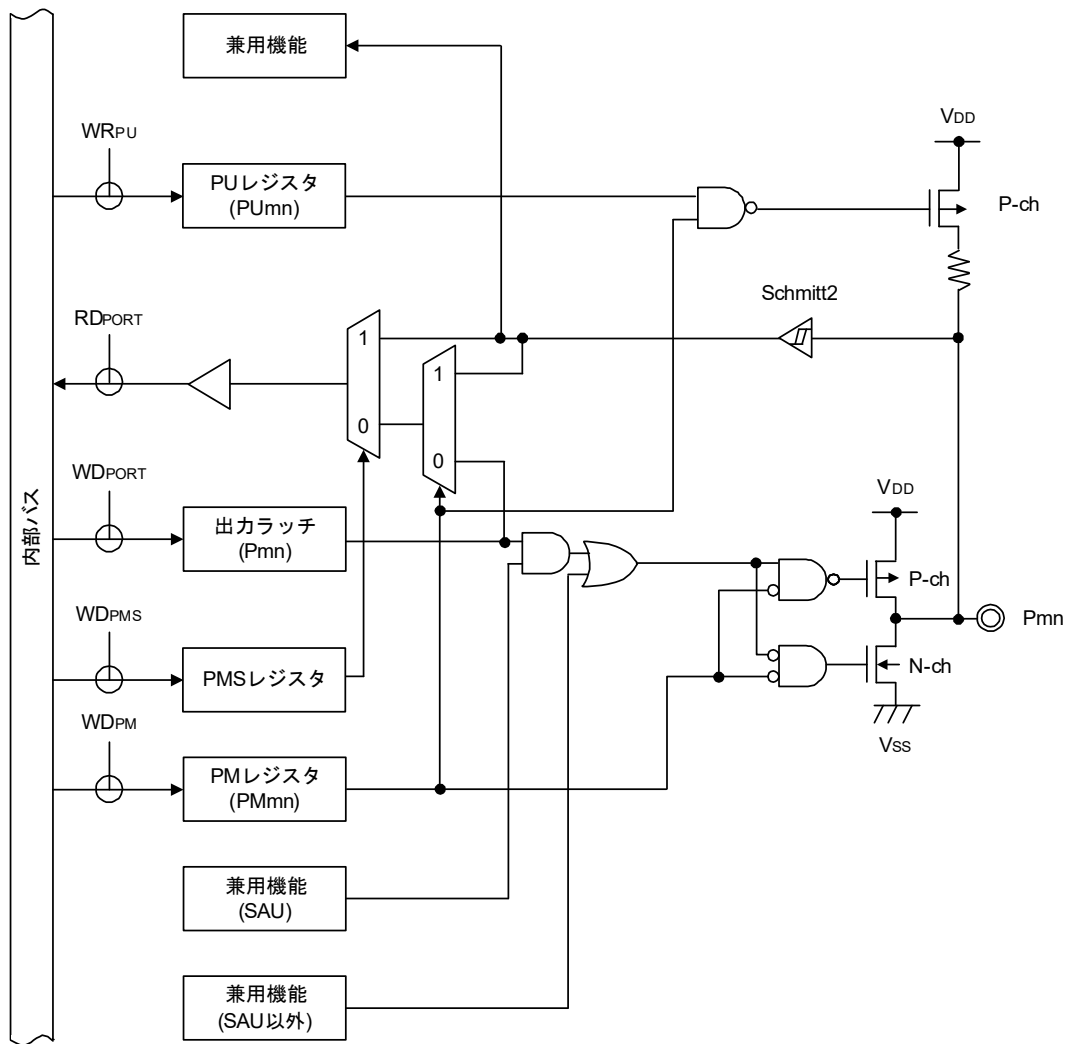 兼用機能
WRPU
PUレジスタ
(PUmn)
VDD
P-ch
Schmitt2
RDPORT
1
0
1
0
WDPORT
出力ラッチ
(Pmn)
内部バス
VDD
P-ch
Pmn
N-ch
VSS
WDPMS
PMSレジスタ
WDPM
PMレジスタ
(PMmn)
兼用機能
(SAU)
兼用機能
(SAU以外)